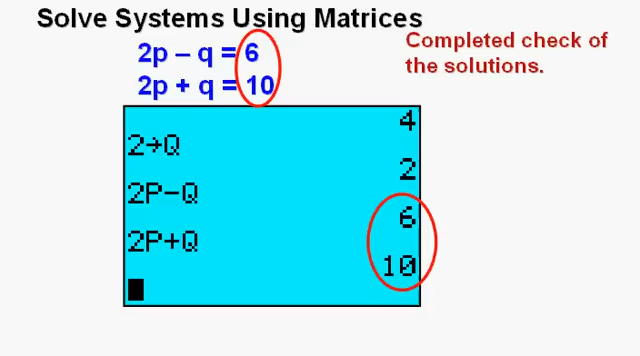 Solve Systems Using Matrices
2p – q = 6
2p + q = 10
Completed check of
the solutions.
4
2→Q
2
2P-Q
6
2P+Q
10